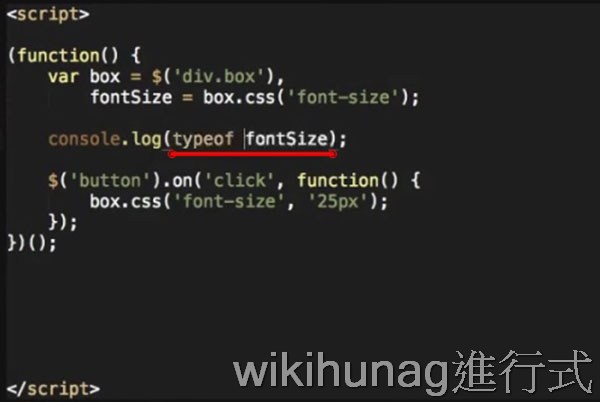 <script>
(function() {
    var box = $('div.box'),
        fontSize = box.css('font-size');
    console.log(typeof fontSize);
    $('button').on('click', function() {
        box.css('font-size', '25px');
    });
})();
wikihunag進行式
</script>